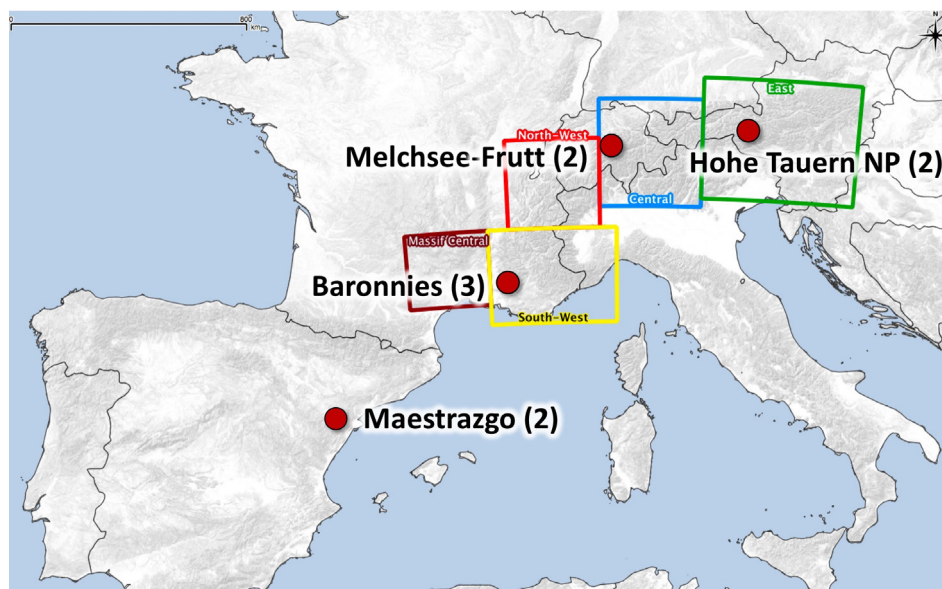 0
800
km
N
East
North-West
Melchsee-Frutt (2)
Hohe Tauern NP (2)
Central
Massif Central
Baronnies (3)
South-West
Maestrazgo (2)